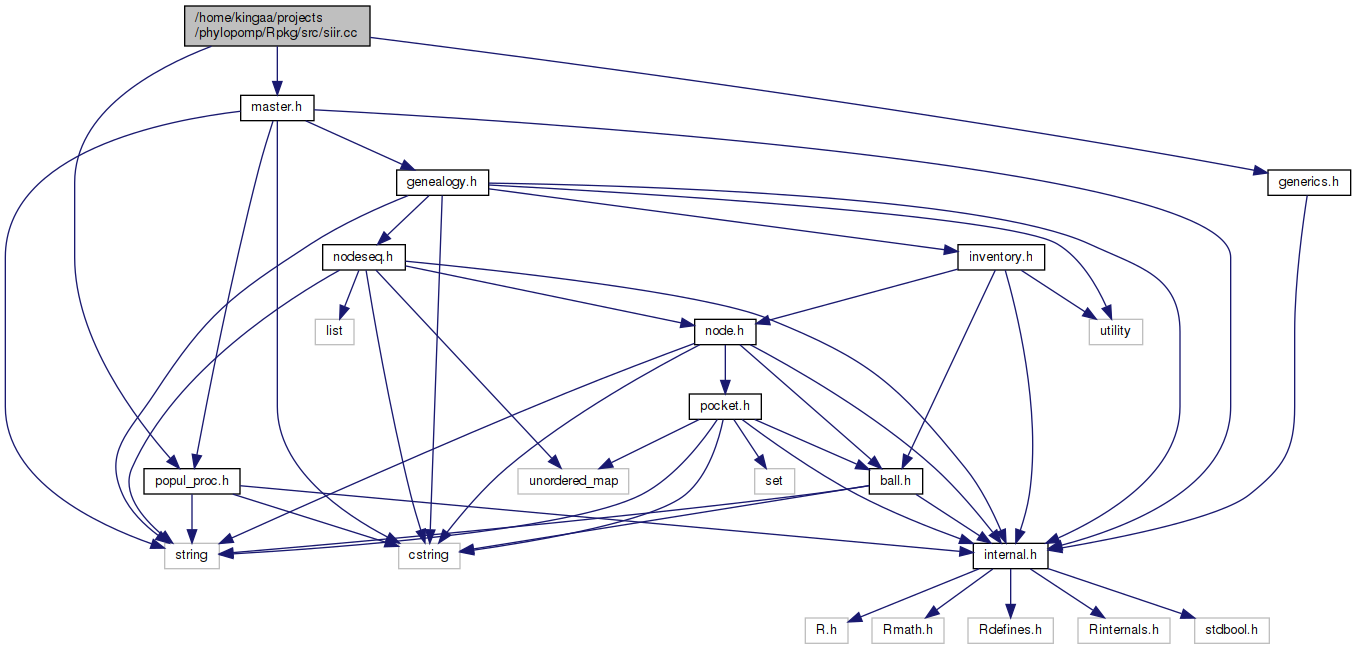 /home/kingaa/projects
/phylopomp/Rpkg/src/siir.cc
master.h
genealogy.h
generics.h
nodeseq.h
inventory.h
list
node.h
utility
pocket.h
popul_proc.h
unordered_map
set
ball.h
string
cstring
internal.h
R.h
Rmath.h
Rdefines.h
Rinternals.h
stdbool.h